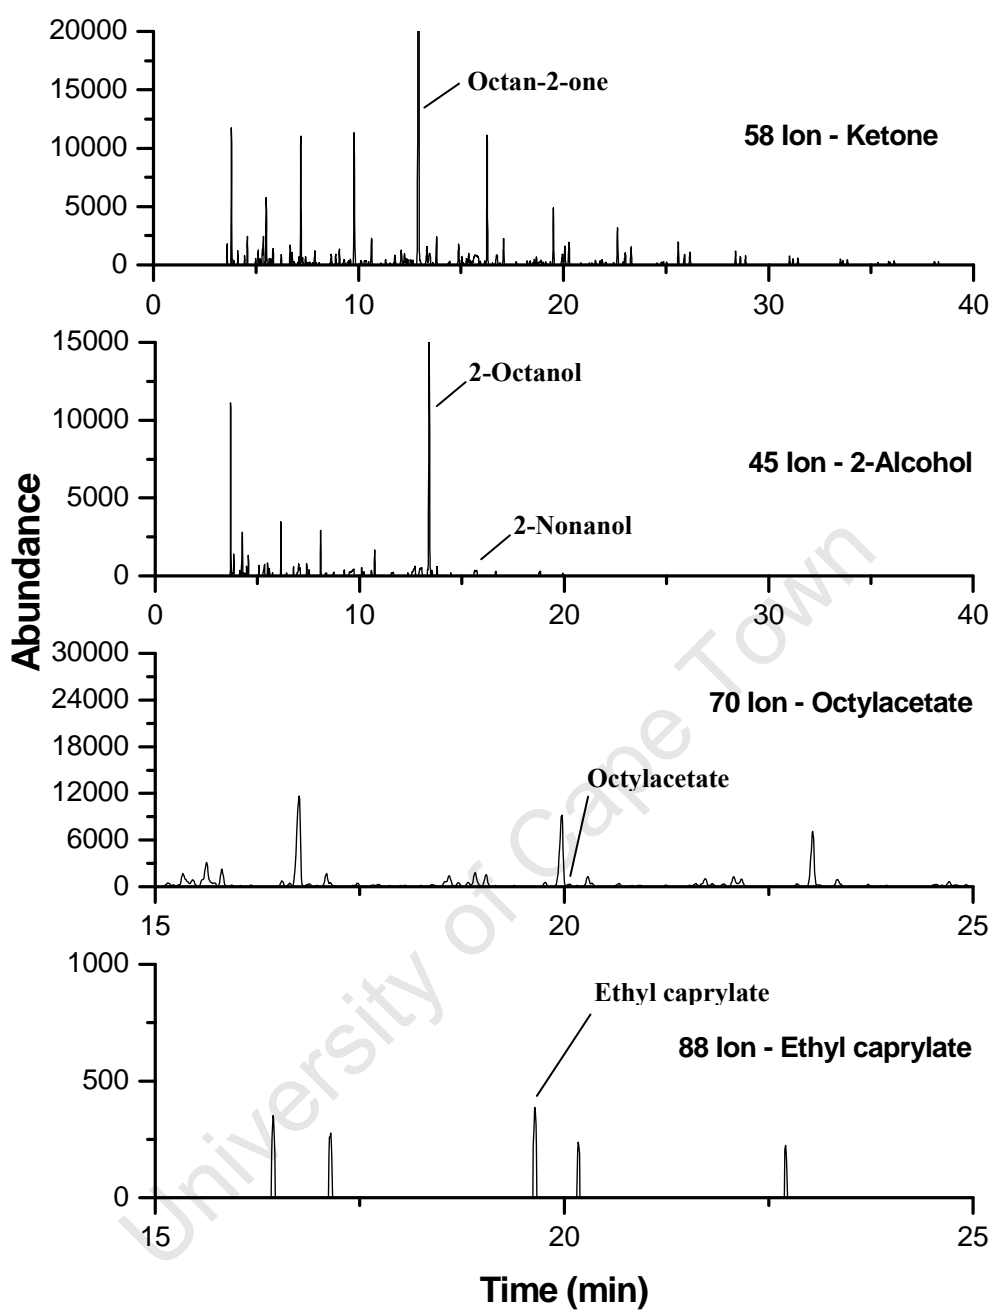 20000
15000
10000
5000
0
Octan-2-one
58 Ion - Ketone
0 10 20 30 40
15000
10000
5000
0
2-Octanol
45 Ion - 2-Alcohol
2-Nonanol
0 10 20 30 40
Abundance
30000
24000
18000
12000
6000
0
70 Ion - Octylacetate
Octylacetate
15 20 25
1000
500
0
Ethyl caprylate
88 Ion - Ethyl caprylate
15 20 25
Time (min)
University of Cape Town